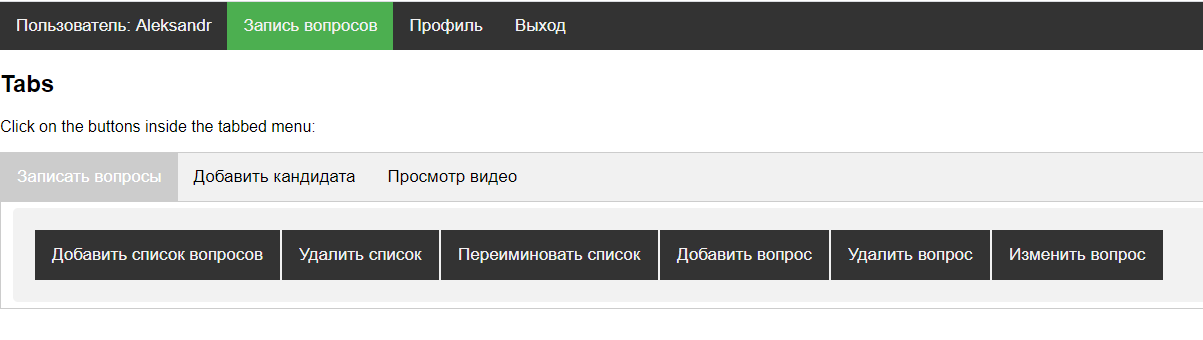 Пользователь: Aleksandr Запись вопросов Профиль Выход
Tabs
Click on the buttons inside the tabbed menu:
Записать вопросы Добавить кандидата Просмотр видео
Добавить список вопросов Удалить список Переиминовать список Добавить вопрос Удалить вопрос Изменить вопрос